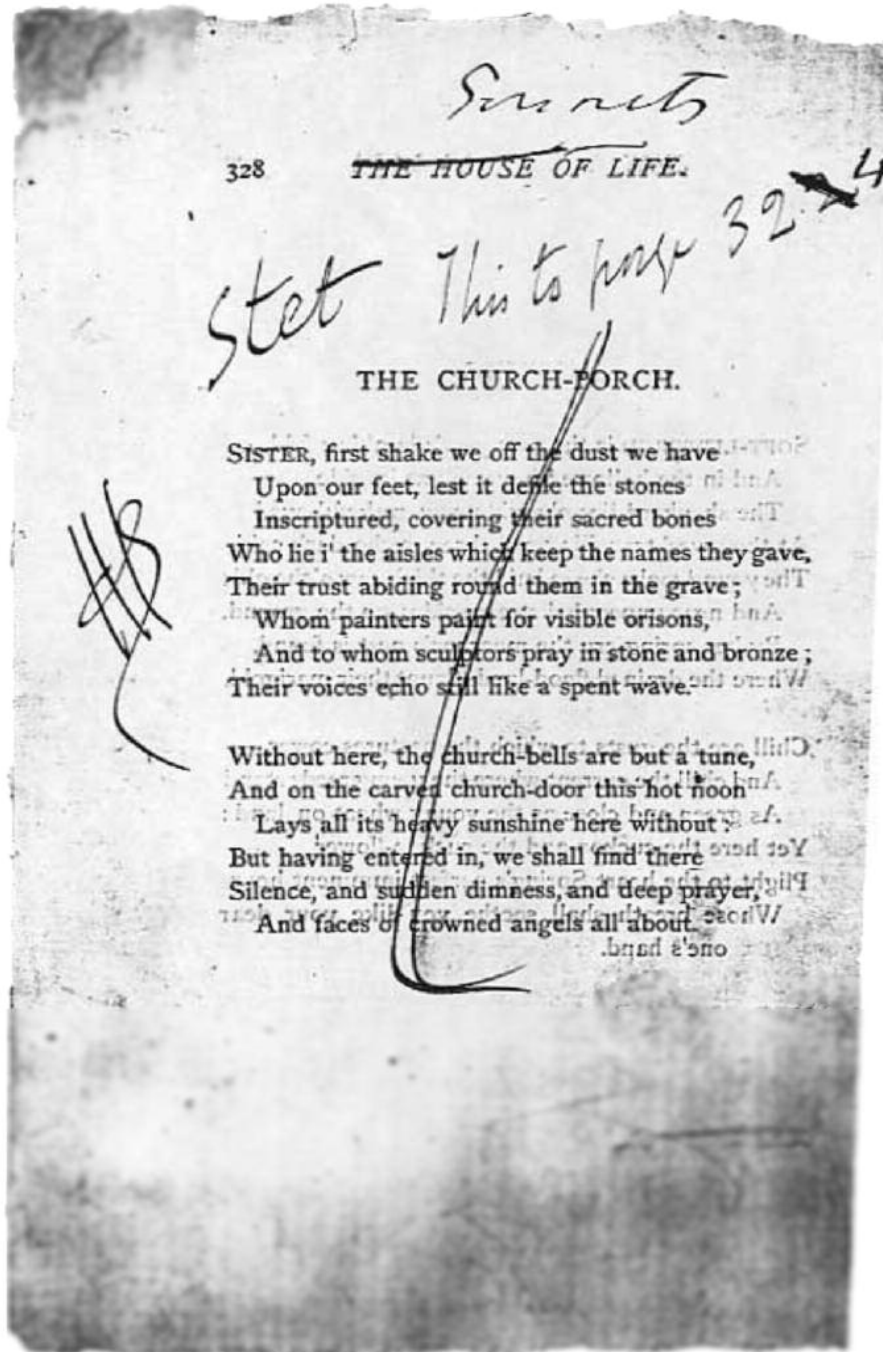 Sonnets
328 THE HOUSE OF LIFE.
Stet This to page 324
THE CHURCH-PORCH.
SISTER, first shake we off the dust we have
Upon our feet, lest it defile the stones
Inscriptured, covering their sacred bones
Who lie i' the aisles which keep the names they gave,
Their trust abiding round them in the grave;
Whom painters paint for visible orisons,
And to whom sculptors pray in stone and bronze;
Their voices echo still like a spent wave.
Without here, the church-bells are but a tune,
And on the carven church-door this hot noon
Lays all its heavy sunshine here without:
But having entered in, we shall find there
Silence, and sudden dimness, and deep prayer,
And faces of crowned angels all about.
one's hand.